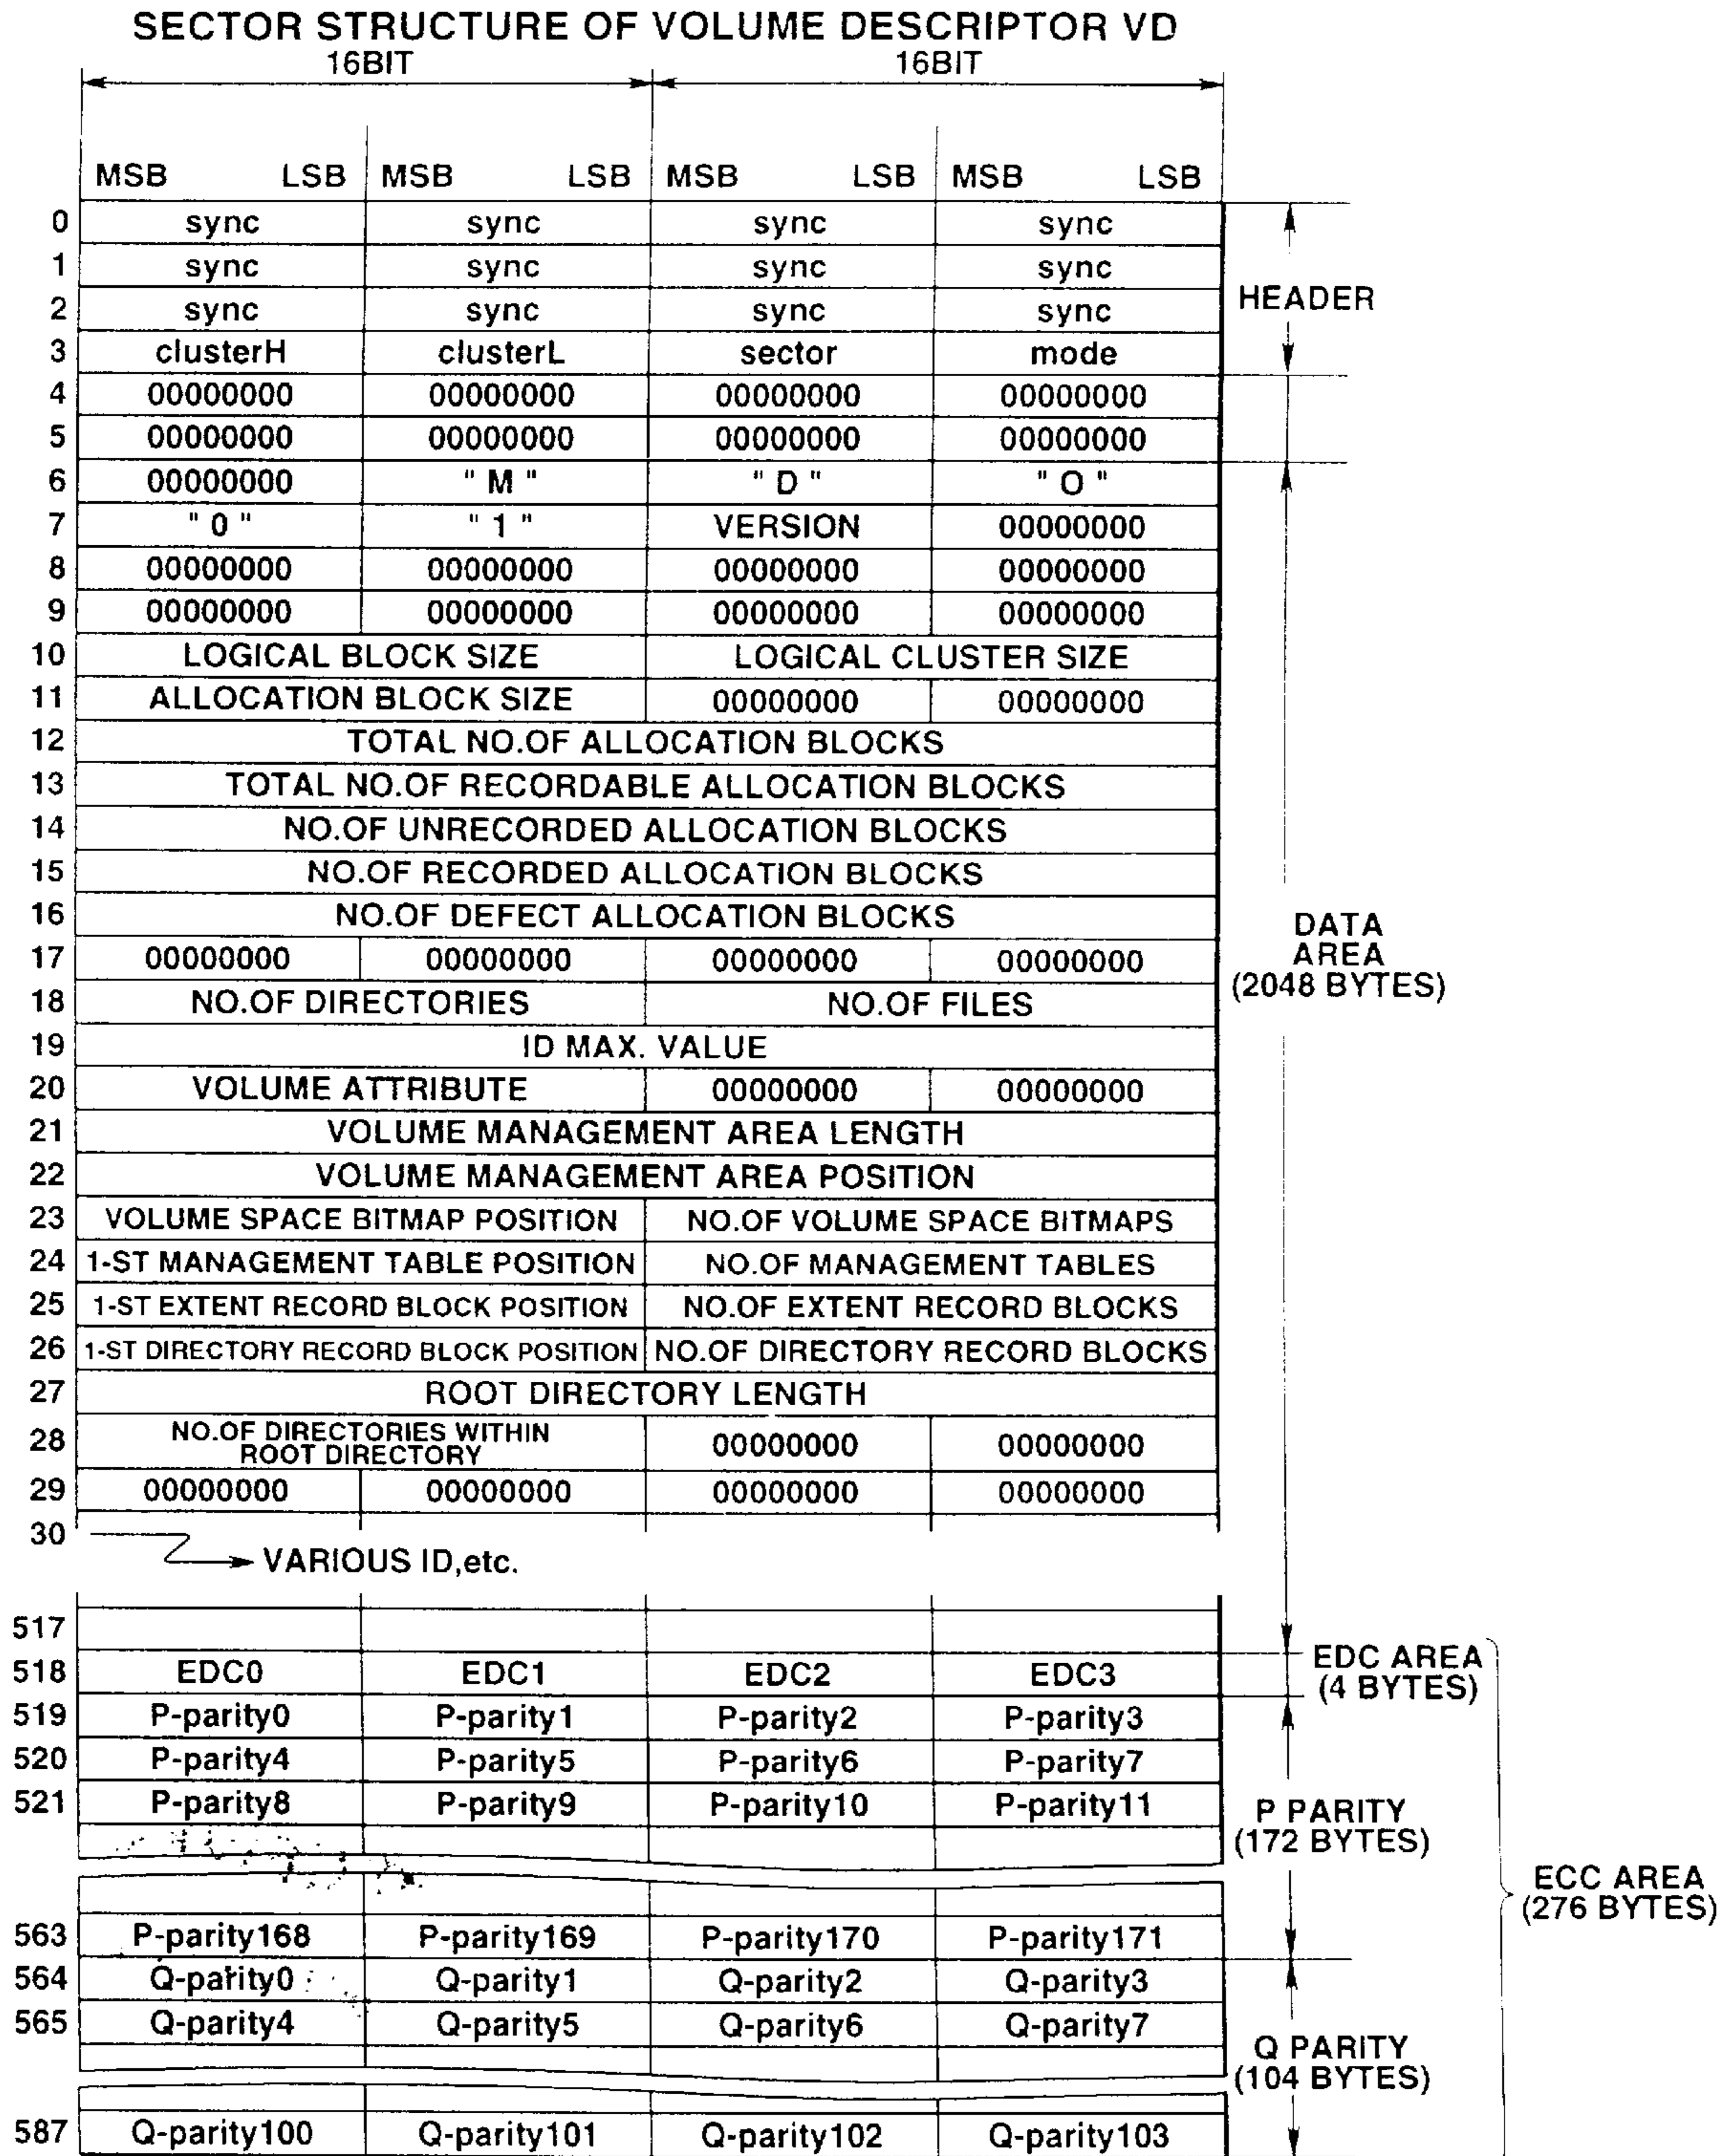 SECTOR STRUCTURE OF VOLUME DESCRIPTOR VD
16BIT 16BIT
MSB LSB MSB LSB MSB LSB MSB LSB
0 sync sync sync sync
1 sync sync sync sync
2 sync sync sync sync
HEADER
3 clusterH clusterL sector mode
4 00000000 00000000 00000000 00000000
5 00000000 00000000 00000000 00000000
6 00000000 "M" "D" "O"
7 "0" "1" VERSION 00000000
8 00000000 00000000 00000000 00000000
9 00000000 00000000 00000000 00000000
10 LOGICAL BLOCK SIZE LOGICAL CLUSTER SIZE
11 ALLOCATION BLOCK SIZE 00000000 00000000
12 TOTAL NO.OF ALLOCATION BLOCKS
13 TOTAL NO.OF RECORDABLE ALLOCATION BLOCKS
14 NO.OF UNRECORDED ALLOCATION BLOCKS
15 NO.OF RECORDED ALLOCATION BLOCKS
16 NO.OF DEFECT ALLOCATION BLOCKS
17 00000000 00000000 00000000 00000000
DATA
AREA
(2048 BYTES)
18 NO.OF DIRECTORIES NO.OF FILES
19 ID MAX. VALUE
20 VOLUME ATTRIBUTE 00000000 00000000
21 VOLUME MANAGEMENT AREA LENGTH
22 VOLUME MANAGEMENT AREA POSITION
23 VOLUME SPACE BITMAP POSITION NO.OF VOLUME SPACE BITMAPS
24 1-ST MANAGEMENT TABLE POSITION NO.OF MANAGEMENT TABLES
25 1-ST EXTENT RECORD BLOCK POSITION NO.OF EXTENT RECORD BLOCKS
26 1-ST DIRECTORY RECORD BLOCK POSITION NO.OF DIRECTORY RECORD BLOCKS
27 ROOT DIRECTORY LENGTH
28 NO.OF DIRECTORIES WITHIN
ROOT DIRECTORY 00000000 00000000
29 00000000 00000000 00000000 00000000
30
VARIOUS ID,etc.
517
518 EDC0 EDC1 EDC2 EDC3
EDC AREA
(4 BYTES)
519 P-parity0 P-parity1 P-parity2 P-parity3
520 P-parity4 P-parity5 P-parity6 P-parity7
521 P-parity8 P-parity9 P-parity10 P-parity11
P PARITY
(172 BYTES)
ECC AREA
(276 BYTES)
563 P-parity168 P-parity169 P-parity170 P-parity171
564 Q-parity0 Q-parity1 Q-parity2 Q-parity3
565 Q-parity4 Q-parity5 Q-parity6 Q-parity7
Q PARITY
(104 BYTES)
587 Q-parity100 Q-parity101 Q-parity102 Q-parity103